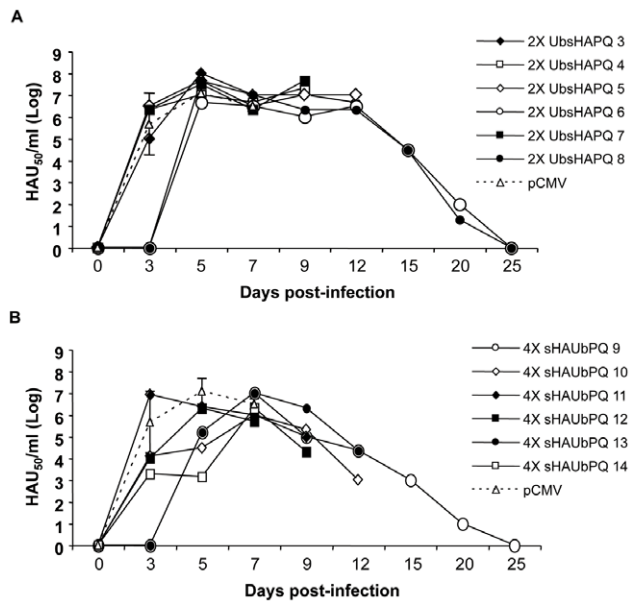 A
HAU50/ml (Log)
9
8
7
6
5
4
3
2
1
0
0 3 5 7 9 12 15 20 25
Days post-infection
2X UbsHAPQ 3
2X UbsHAPQ 4
2X UbsHAPQ 5
2X UbsHAPQ 6
2X UbsHAPQ 7
2X UbsHAPQ 8
pCMV
B
HAU50/ml (Log)
9
8
7
6
5
4
3
2
1
0
0 3 5 7 9 12 15 20 25
Days post-infection
4X sHAUbPQ 9
4X sHAUbPQ 10
4X sHAUbPQ 11
4X sHAUbPQ 12
4X sHAUbPQ 13
4X sHAUbPQ 14
pCMV